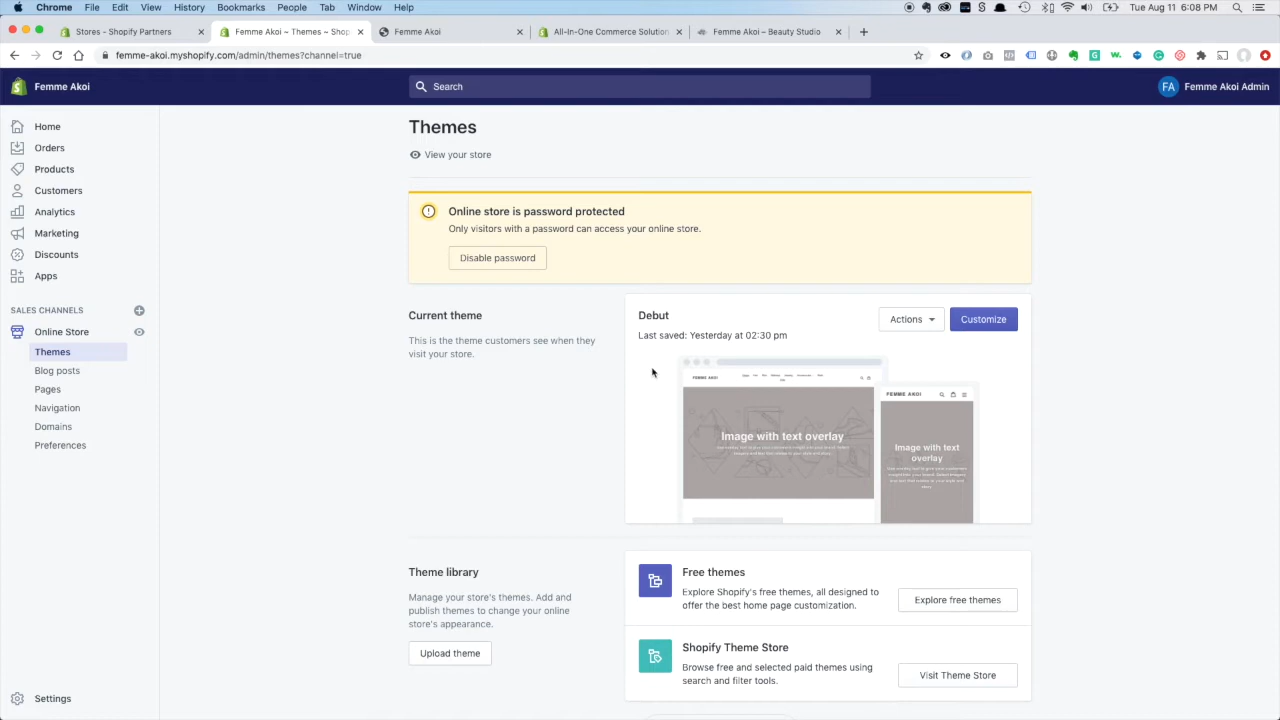 Chrome File Edit View History Bookmarks People Tab Window Help
Tue Aug 11 6:08 PM
Stores - Shopify Partners
Femme Akoi ~ Themes ~ Shop
Femme Akoi
All-In-One Commerce Solution
Femme Akoi – Beauty Studio
femme-akoi.myshopify.com/admin/themes?channel=true
Femme Akoi
Search
FA
Femme Akoi Admin
Home
Orders
Products
Customers
Analytics
Marketing
Discounts
Apps
SALES CHANNELS
Online Store
Themes
Blog posts
Pages
Navigation
Domains
Preferences
Settings
Themes
View your store
Online store is password protected
Only visitors with a password can access your online store.
Disable password
Current theme
This is the theme customers see when they
visit your store.
Debut
Last saved: Yesterday at 02:30 pm
Actions
Customize
FEMME AKOI
Image with text overlay
FEMME AKOI
Image with text
overlay
Theme library
Manage your store's themes. Add and
publish themes to change your online
store's appearance.
Upload theme
Free themes
Explore Shopify's free themes, all designed to
offer the best home page customization.
Explore free themes
Shopify Theme Store
Browse free and selected paid themes using
search and filter tools.
Visit Theme Store